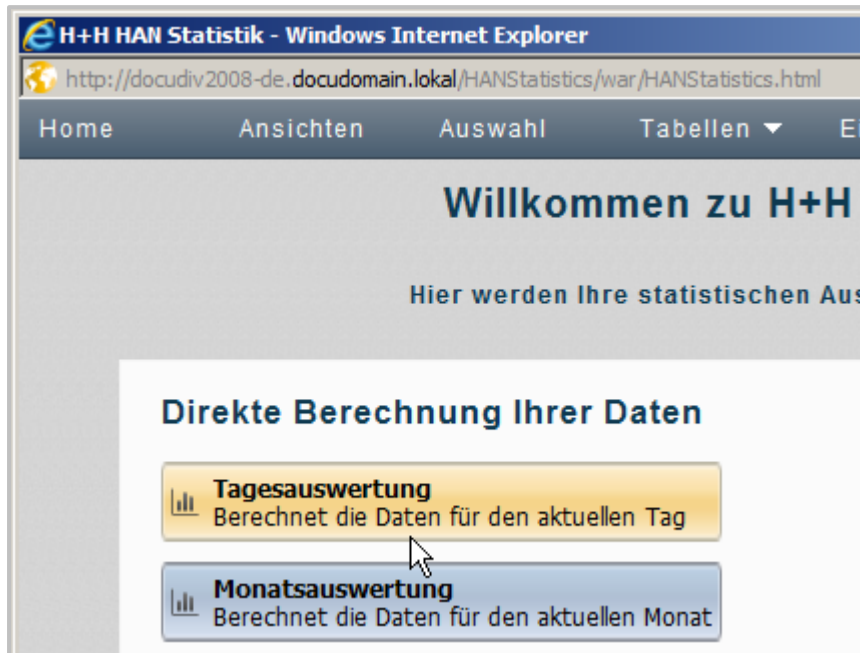 H+H HAN Statistik - Windows Internet Explorer
http://docudiv2008-de.docudomain.lokal/HANStatistics/war/HANStatistics.html
Home Ansichten Auswahl Tabellen
Willkommen zu H+H
Hier werden Ihre statistischen
Direkte Berechnung Ihrer Daten
Tagesauswertung
Berechnet die Daten für den aktuellen Tag
Monatsauswertung
Berechnet die Daten für den aktuellen Monat